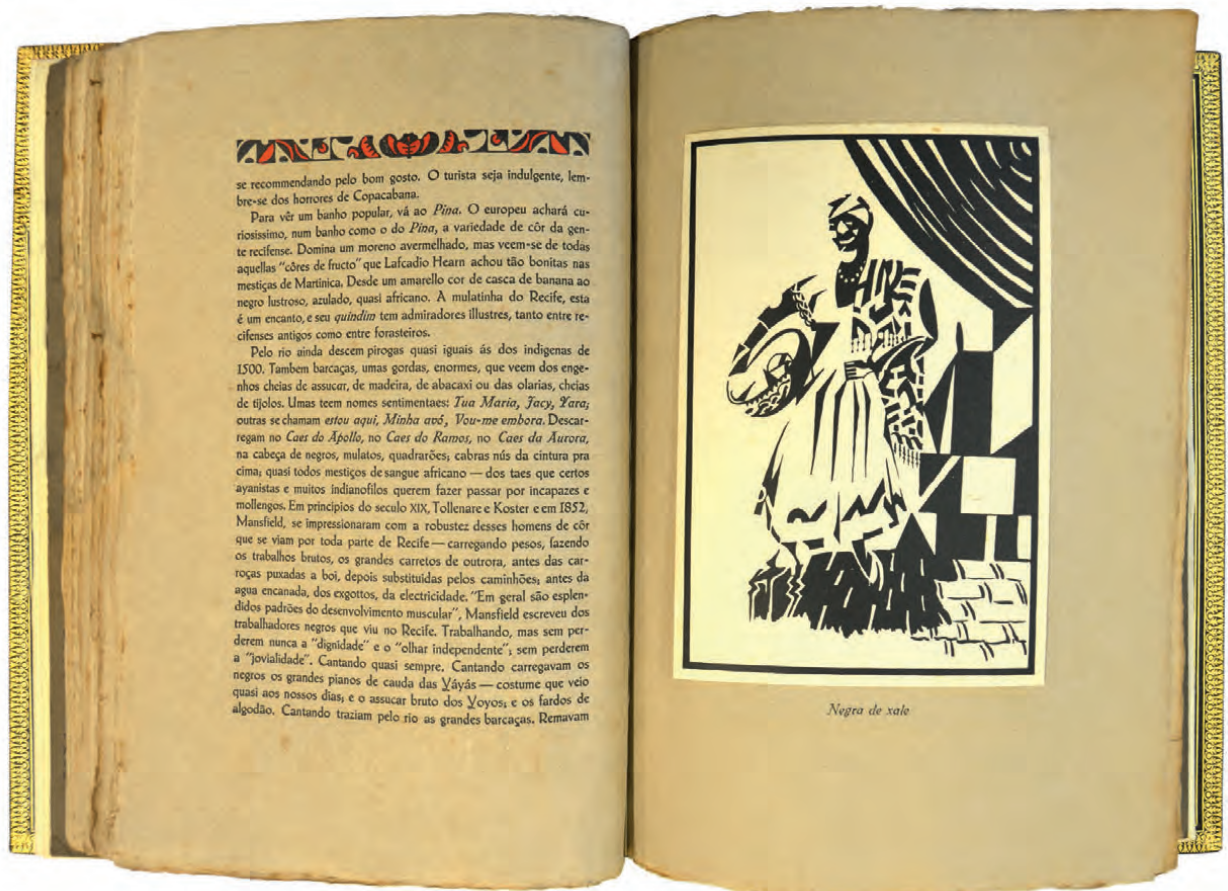 se recommendando pelo bom gosto. O turista seja indulgente, lem-
bre-se dos horrores de Copacabana.
Para vêr um banho popular, vá ao Pina. O europeu achará cu-
riosissimo, num banho como o do Pina, a variedade de côr da gen-
te recifense. Domina um moreno avermelhado, mas veem-se de todas
aquellas "côres de fructo" que Lafcadio Hearn achou tão bonitas nas
mestiças de Martinica. Desde um amarello cor de casca de banana ao
negro lustroso, azulado, quasi africano. A mulatinha do Recife, esta
é um encanto, e seu quindim tem admiradores illustres, tanto entre re-
cifenses antigos como entre forasteiros.
Pelo rio ainda descem pirogas quasi iguais ás dos indigenas de
1500. Tambem barcaças, umas gordas, enormes, que veem dos enge-
nhos cheias de assucar, de madeira, de abacaxi ou das olarias, cheias
de tijolos. Umas teem nomes sentimentaes: Tua Maria, Jacy, Yara;
outras se chamam estou aqui, Minha avó, Vou-me embora. Descar-
regam no Caes do Apollo, no Caes do Ramos, no Caes da Aurora,
na cabeça de negros, mulatos, quadrarões; cabras nús da cintura pra
cima; quasi todos mestiços de sangue africano — dos taes que certos
ayanistas e muitos indianofilos querem fazer passar por incapazes e
mollengos. Em principios do seculo XIX, Tollenare e Koster e em 1852,
Mansfield, se impressionaram com a robustez desses homens de côr
que se viam por toda parte de Recife — carregando pesos, fazendo
os trabalhos brutos, os grandes carretos de outrora, antes das car-
roças puxadas a boi, depois substituidas pelos caminhões; antes da
agua encanada, dos exgottos, da electricidade. "Em geral são esplen-
didos padrões do desenvolvimento muscular", Mansfield escreveu dos
trabalhadores negros que viu no Recife. Trabalhando, mas sem per-
derem nunca a "dignidade" e o "olhar independente"; sem perderem
a "jovialidade". Cantando quasi sempre. Cantando carregavam os
negros os grandes pianos de cauda das Yáyás — costume que veio
quasi aos nossos dias; e o assucar bruto dos Yoyos; e os fardos de
algodão. Cantando traziam pelo rio as grandes barcaças. Remavam
Negra de xale